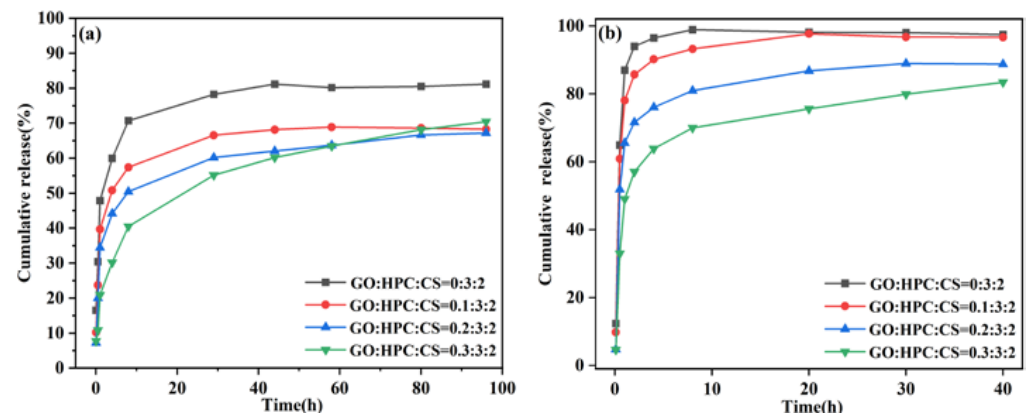 (a)
Cumulative release(%)
100
90
80
70
60
50
40
30
20
10
0
0 20 40 60 80 100
Time(h)
GO:HPC:CS=0:3:2
GO:HPC:CS=0.1:3:2
GO:HPC:CS=0.2:3:2
GO:HPC:CS=0.3:3:2
(b)
Cumulative release(%)
100
80
60
40
20
0
0 10 20 30 40
Time(h)
GO:HPC:CS=0:3:2
GO:HPC:CS=0.1:3:2
GO:HPC:CS=0.2:3:2
GO:HPC:CS=0.3:3:2